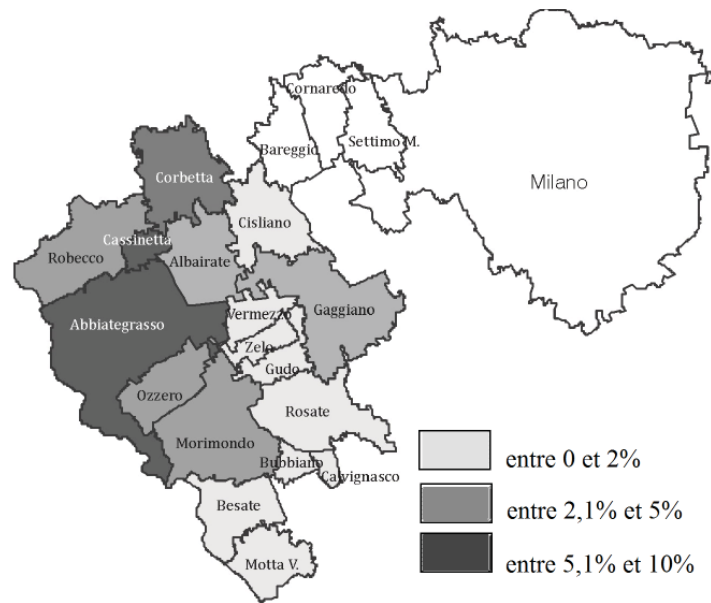 Cornaredo
Bareggio
Settimo M.
Milano
Corbetta
Cisliano
Cassinetta
Robecco
Albairate
Gaggiano
Abbiategrasso
Vermezzo
Zelo
Gudo
Ozzero
Rosate
Morimondo
Bubbiano
Calvignasco
Besate
Motta V.
entre 0 et 2%
entre 2,1% et 5%
entre 5,1% et 10%